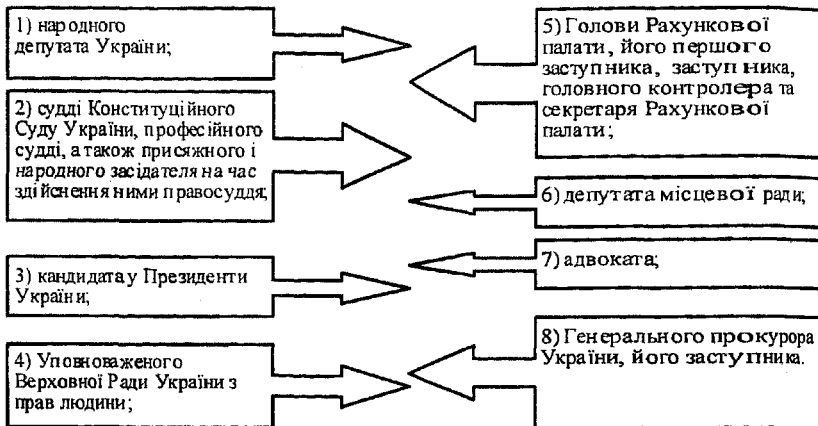 1) народного
депутата України;
2) судді Конституційного
Суду України, професійного
судді, а також присяжного і
народного засідателя на час
здійснення ними правосуддя;
3) кандидата у Президенти
України;
4) Уповноваженого
Верховної Ради України з
прав людини;
5) Голови Рахункової
палати, його першого
заступника, заступника,
головного контролера та
секретаря Рахункової
палати;
6) депутата місцевої ради;
7) адвоката;
8) Генерального прокурора
України, його заступника.